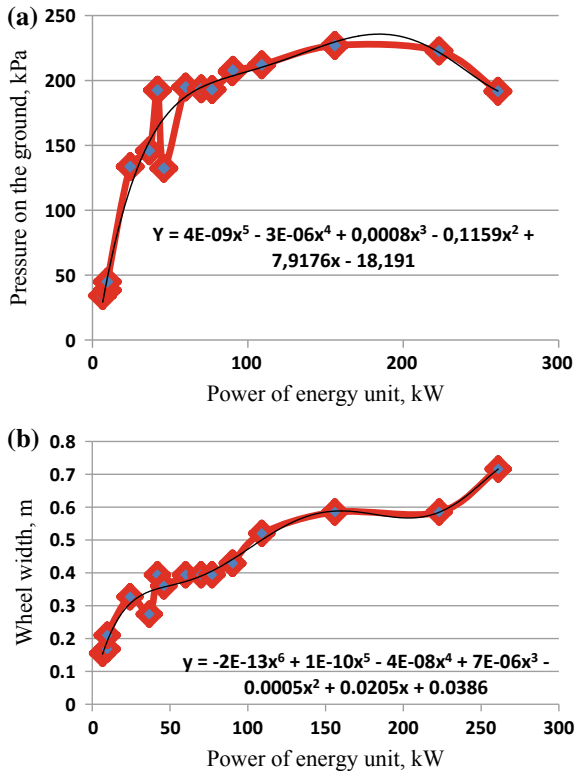 (a)
250
200
150
100
50
0
Pressure on the ground, kPa
Y = 4E-09x⁵ - 3E-06x⁴ + 0,0008x³ - 0,1159x² +
7,9176x - 18,191
0 100 200 300
Power of energy unit, kW
(b)
0.8
0.7
0.6
0.5
0.4
0.3
0.2
0.1
0
Wheel width, m
y = -2E-13x⁶ + 1E-10x⁵ - 4E-08x⁴ + 7E-06x³ -
0.0005x² + 0.0205x + 0.0386
0 50 100 150 200 250 300
Power of energy unit, kW